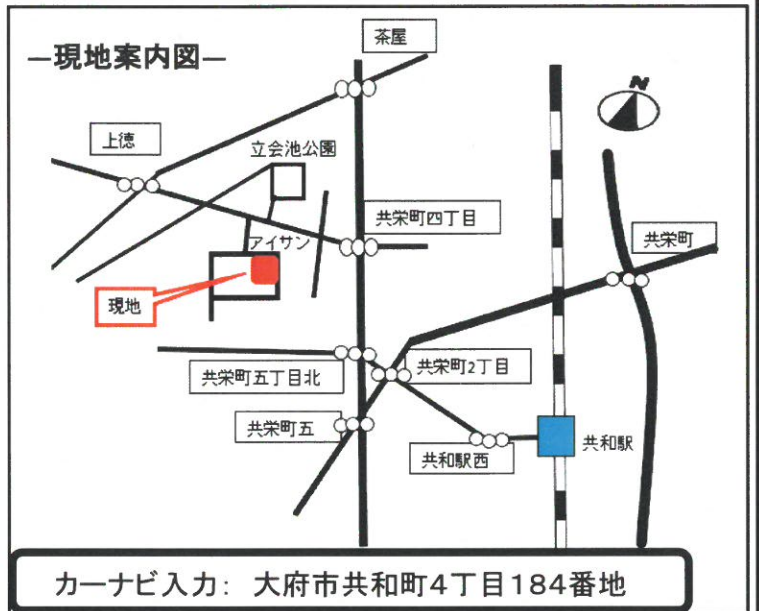 茶屋
ー現地案内図ー
N
上徳
立会池公園
共栄町四丁目
共栄町
アイサン
現地
共栄町五丁目北
共栄町2丁目
共栄町五
共和駅西
共和駅
カーナビ入力: 大府市共和町4丁目184番地